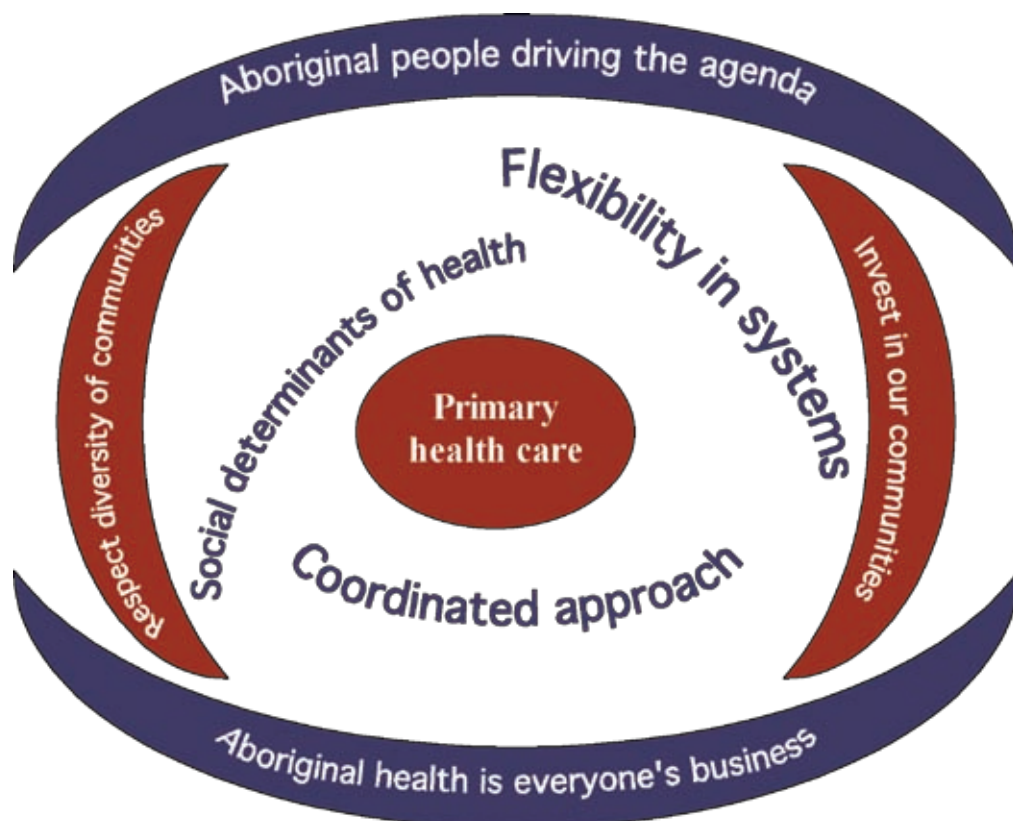 Aboriginal people driving the agenda
Flexibility in systems
Social determinants of health
Respect diversity of communities
Invest in our communities
Primary
health care
Coordinated approach
Aboriginal health is everyone's business